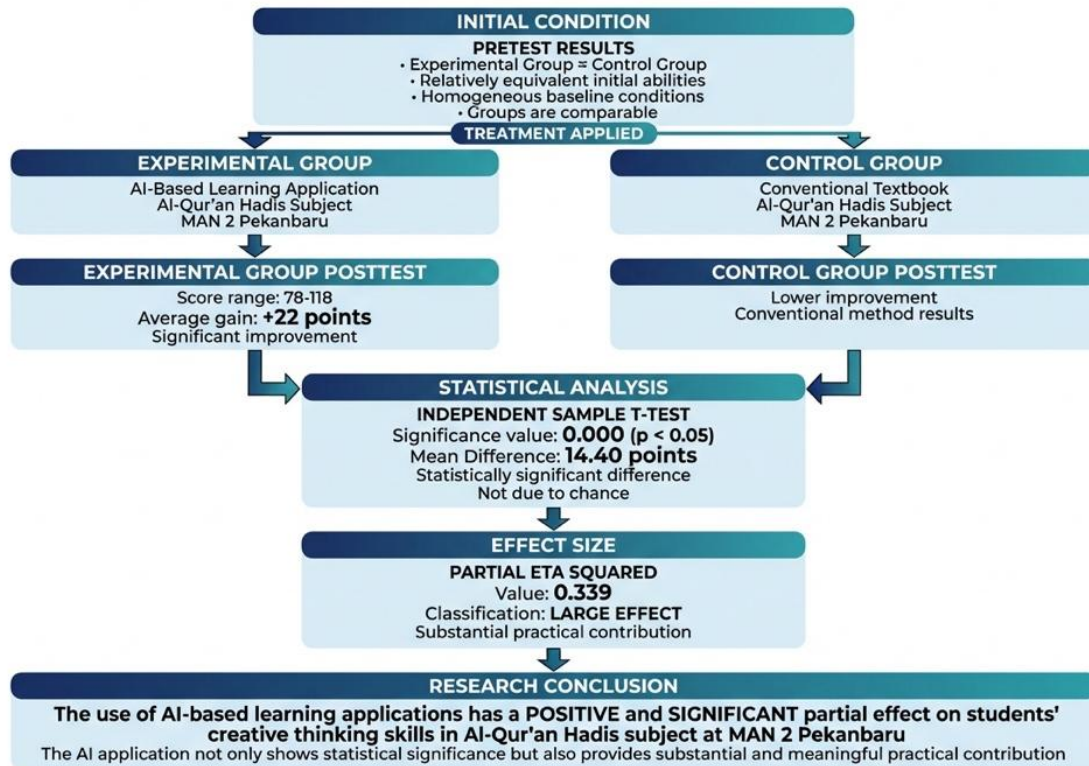 INITIAL CONDITION
PRETEST RESULTS
• Experimental Group = Control Group
• Relatively equivalent initial abilities
• Homogeneous baseline conditions
• Groups are comparable
TREATMENT APPLIED
EXPERIMENTAL GROUP
AI-Based Learning Application
Al-Qur'an Hadis Subject
MAN 2 Pekanbaru
CONTROL GROUP
Conventional Textbook
Al-Qur'an Hadis Subject
MAN 2 Pekanbaru
EXPERIMENTAL GROUP POSTTEST
Score range: 78-118
Average gain: +22 points
Significant improvement
CONTROL GROUP POSTTEST
Lower improvement
Conventional method results
STATISTICAL ANALYSIS
INDEPENDENT SAMPLE T-TEST
Significance value: 0.000 (p < 0.05)
Mean Difference: 14.40 points
Statistically significant difference
Not due to chance
EFFECT SIZE
PARTIAL ETA SQUARED
Value: 0.339
Classification: LARGE EFFECT
Substantial practical contribution
RESEARCH CONCLUSION
The use of AI-based learning applications has a POSITIVE and SIGNIFICANT partial effect on students'
creative thinking skills in Al-Qur'an Hadis subject at MAN 2 Pekanbaru
The AI application not only shows statistical significance but also provides substantial and meaningful practical contribution